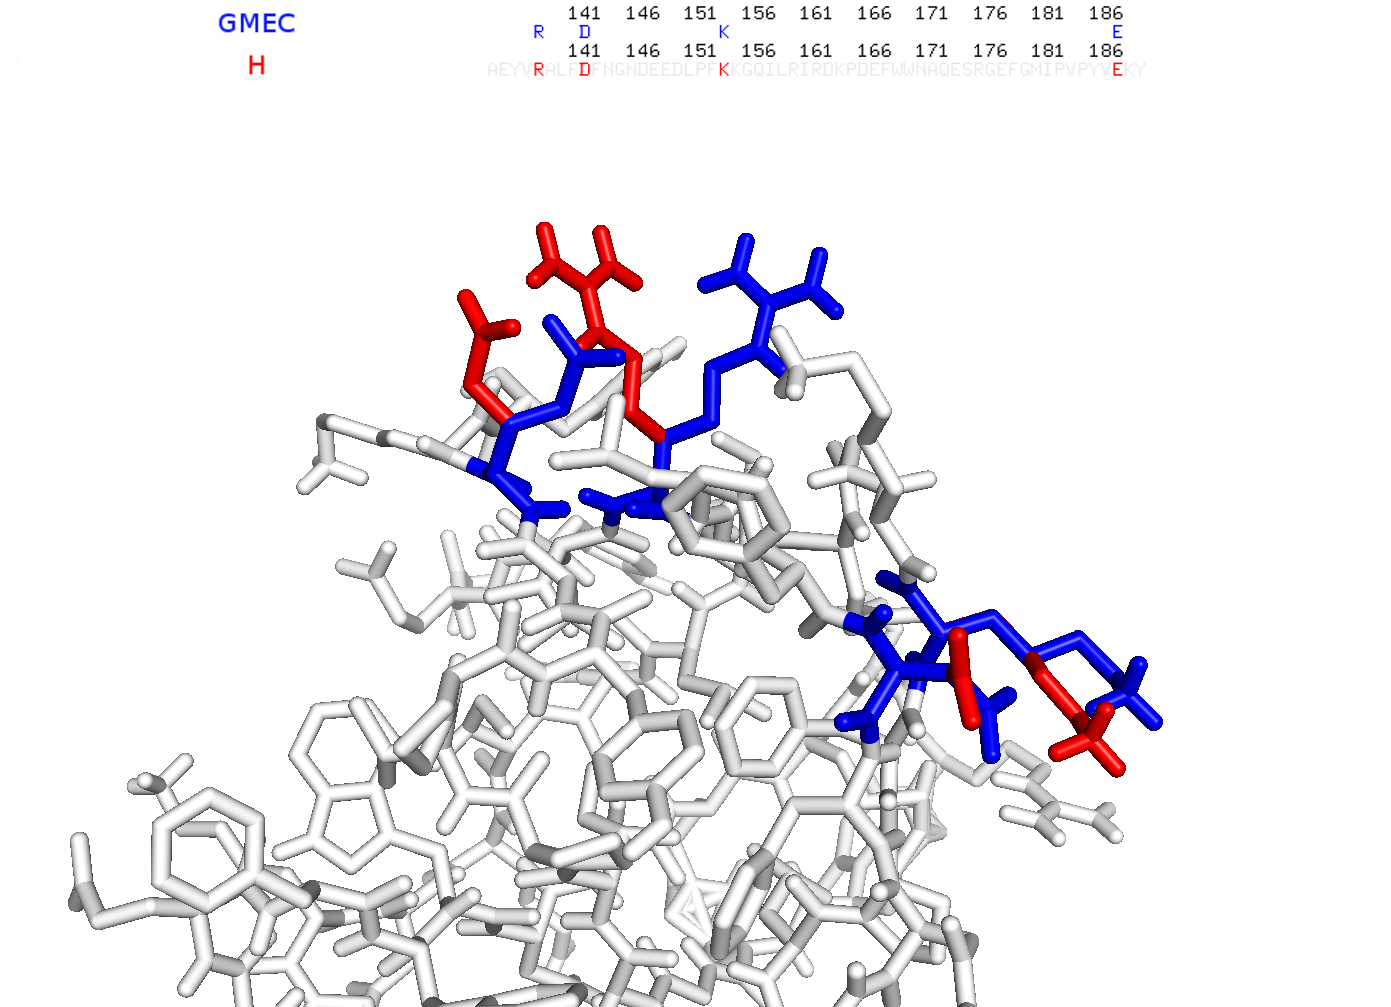 141 146 151 156 161 166 171 176 181 186
GMEC R D K E
141 146 151 156 161 166 171 176 181 186
H AEYVRALFDFNGNDEEDLPFKKGQILRIRDKPDEFWWNAQESRGEFGMIPVPYVEKY